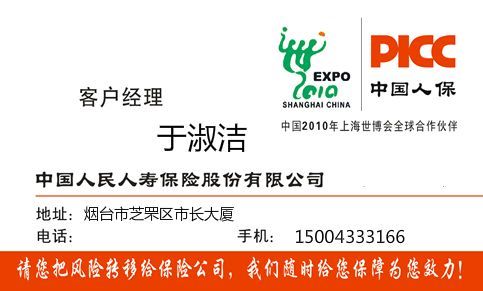 EXPO
2010
SHANGHAI CHINA
PICC
中国人保
中国2010年上海世博会全球合作伙伴
客户经理
于淑洁
中国人民人寿保险股份有限公司
地址: 烟台市芝罘区市长大厦
电话: 手机: 15004333166
请您把风险转移给保险公司，我们随时给您保障为您效力！